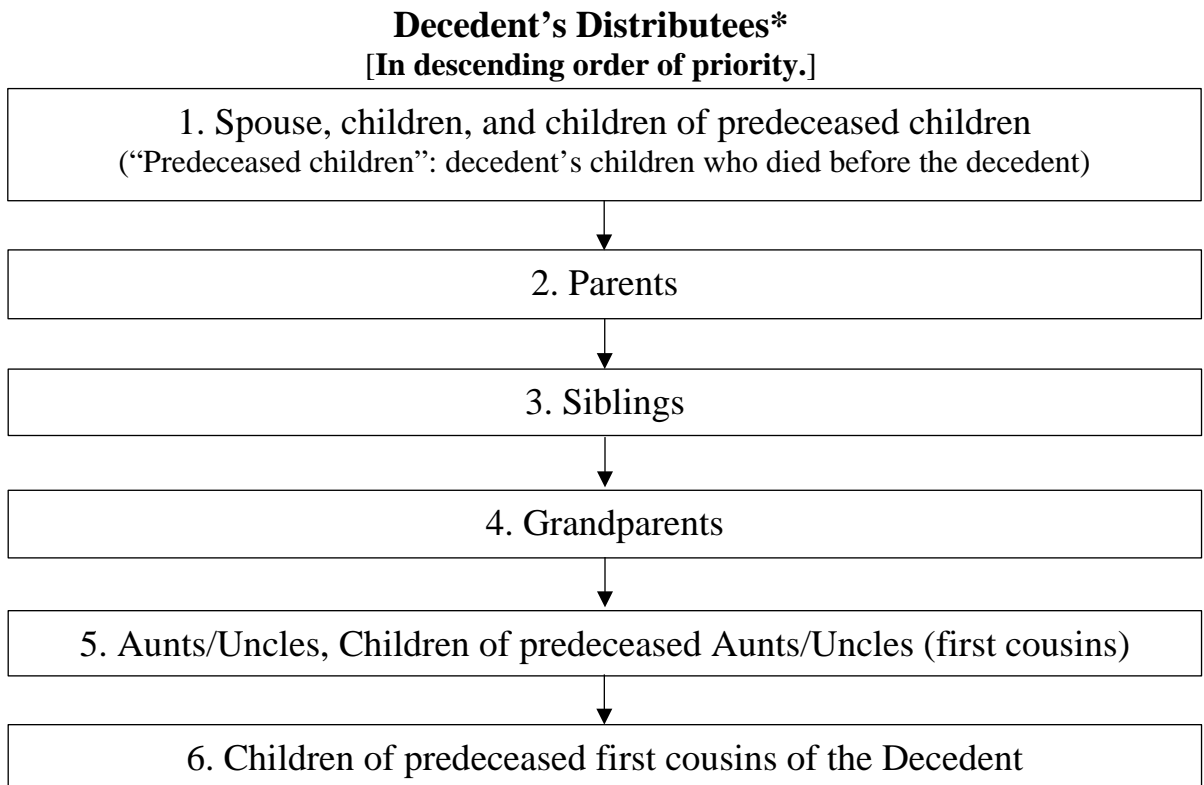 Decedent’s Distributees*
[In descending order of priority.]
1. Spouse, children, and children of predeceased children
(“Predeceased children”: decedent’s children who died before the decedent)
2. Parents
3. Siblings
4. Grandparents
5. Aunts/Uncles, Children of predeceased Aunts/Uncles (first cousins)
6. Children of predeceased first cousins of the Decedent